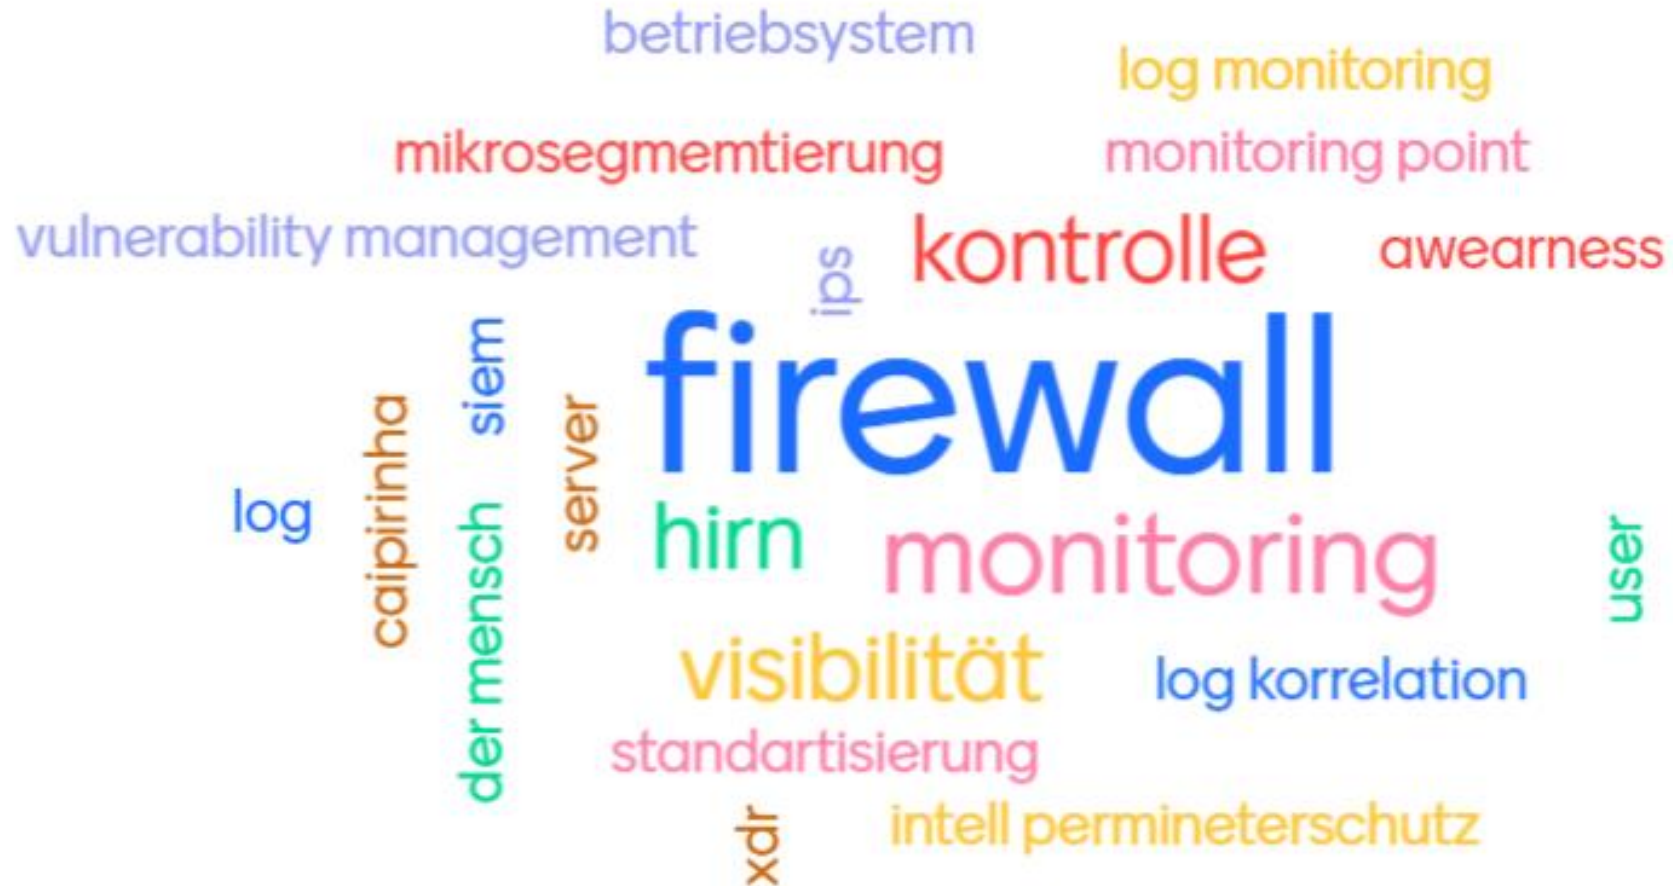 betriebsystem
log monitoring
mikrosegmemtierung
monitoring point
vulnerability management
ips
kontrolle
awearness
siem
firewall
caipirinha
server
log
der mensch
hirn
monitoring
user
visibilität
log korrelation
standartisierung
xdr
intell permineterschutz